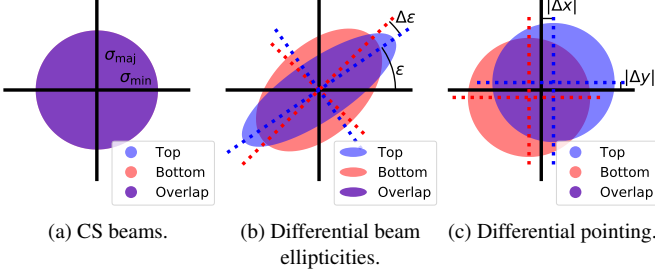 σmaj
σmin
Top
Bottom
Overlap
(a) CS beams.
Δε
ε
Top
Bottom
Overlap
(b) Differential beam
ellipticities.
|Δx|
|Δy|
Top
Bottom
Overlap
(c) Differential pointing.